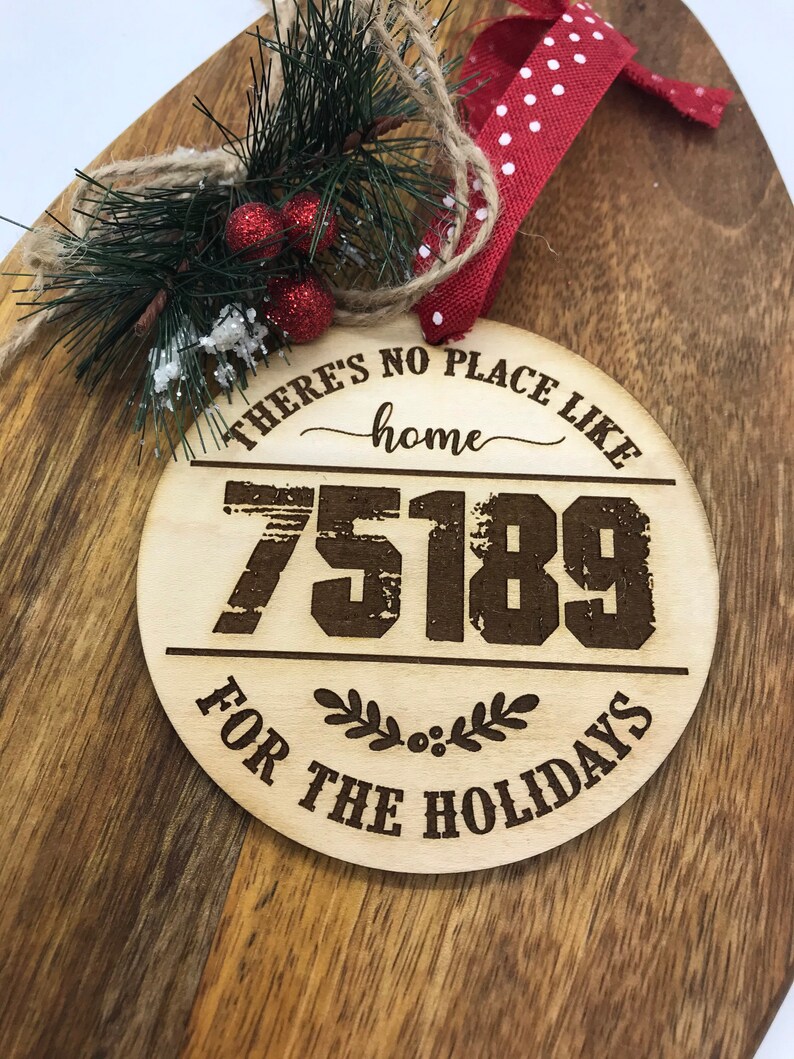 THERE'S NO PLACE LIKE
home
75189
FOR THE HOLIDAYS